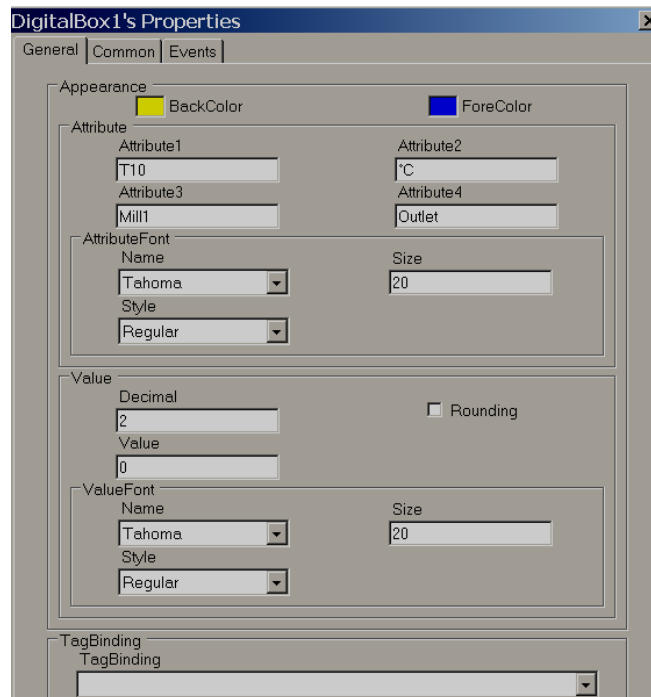 DigitalBox1's Properties
General Common Events
Appearance
BackColor ForeColor
Attribute
Attribute1 Attribute2
T10 °C
Attribute3 Attribute4
Mill1 Outlet
AttributeFont
Name Size
Tahoma 20
Style
Regular
Value
Decimal
2 Rounding
Value
0
ValueFont
Name Size
Tahoma 20
Style
Regular
TagBinding
TagBinding